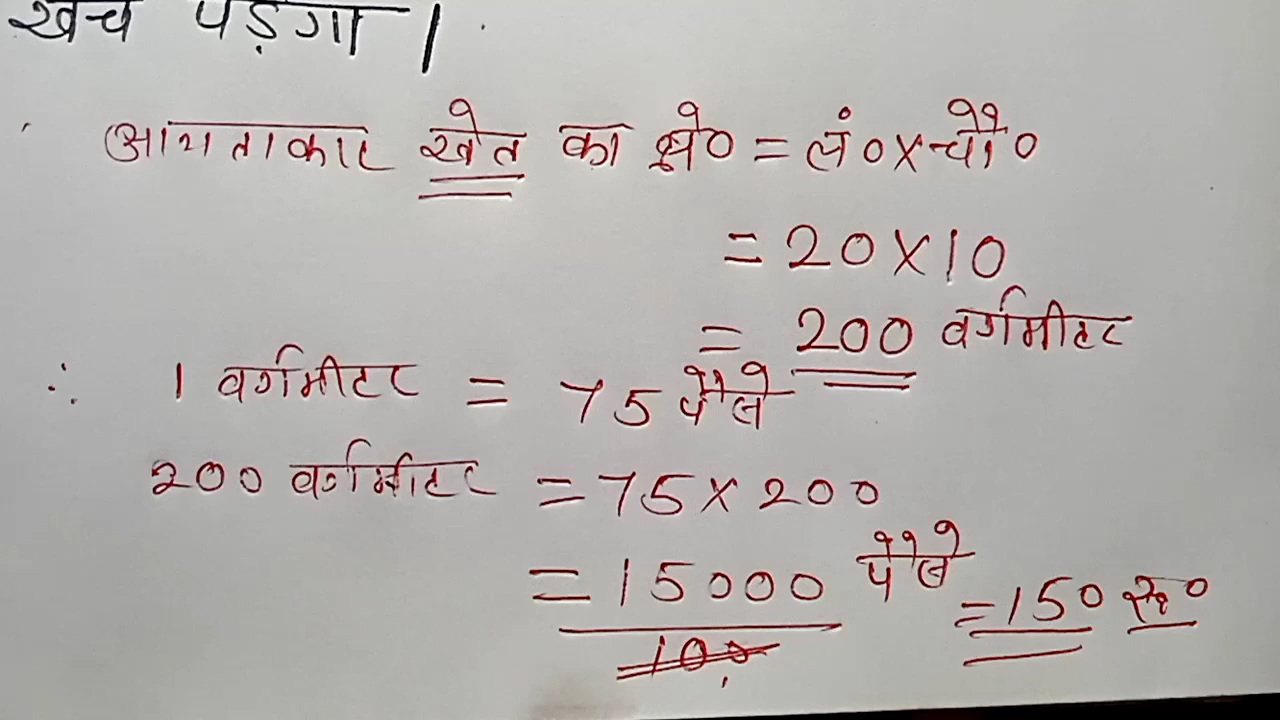 खर्च पड़ेगा।
आयताकार खेत का क्षे० = लं०×चौ०
= 20×10
= 200 वर्गमीटर
∴ 1 वर्गमीटर = 75 पैसे
200 वर्गमीटर = 75×200
= 15000 पैसे = 150 रू०
100